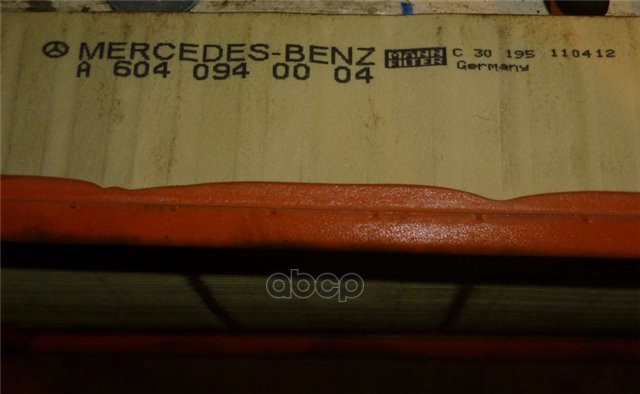 MERCEDES-BENZ
A 604 094 00 04
MANN FILTER
C 30 195 110412
Germany
abcp